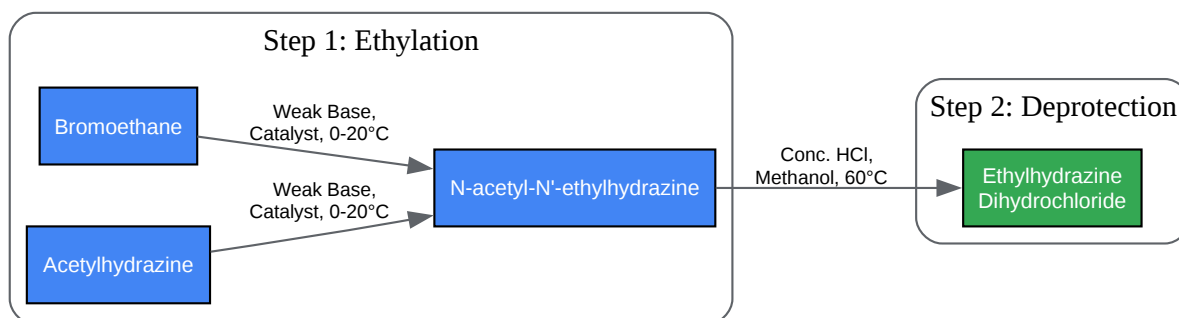 Step 1: Ethylation
Bromoethane
Weak Base,
Catalyst, 0-20°C
Weak Base,
Catalyst, 0-20°C
Acetylhydrazine
N-acetyl-N'-ethylhydrazine
Conc. HCl,
Methanol, 60°C
Step 2: Deprotection
Ethylhydrazine
Dihydrochloride